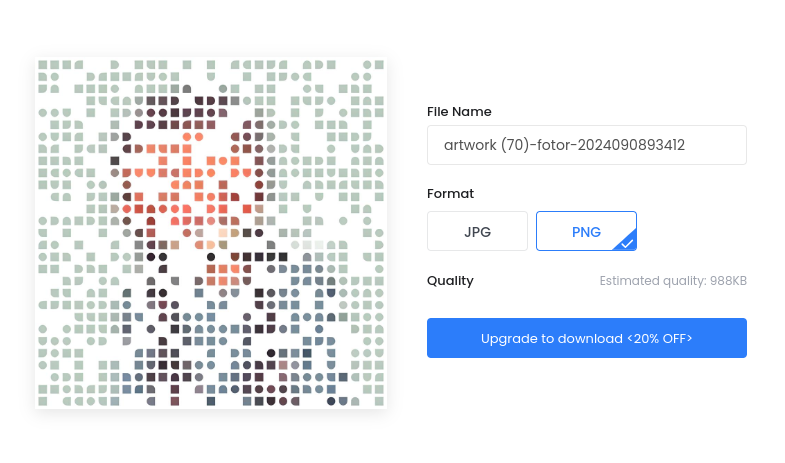 File Name
artwork (70)-fotor-2024090893412
Format
JPG
PNG
Quality
Estimated quality: 988KB
Upgrade to download <20% OFF>